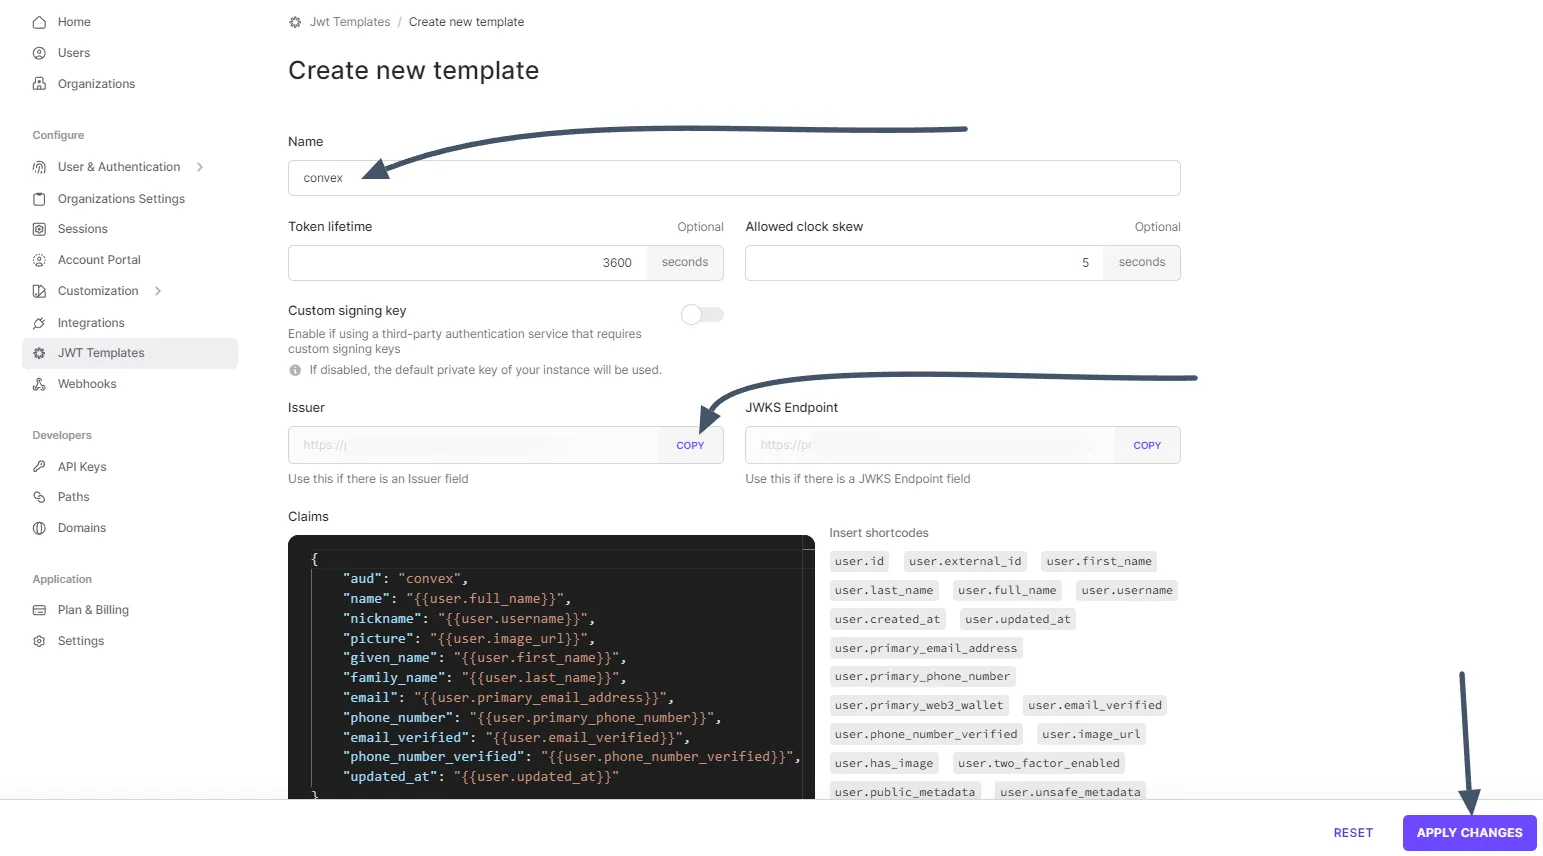 Home
Users
Organizations
Configure
User & Authentication
Organizations Settings
Sessions
Account Portal
Customization
Integrations
JWT Templates
Webhooks
Developers
API Keys
Paths
Domains
Application
Plan & Billing
Settings
Jwt Templates / Create new template
Create new template
Name
convex
Token lifetime Optional
3600 seconds
Allowed clock skew Optional
5 seconds
Custom signing key
Enable if using a third-party authentication service that requires
custom signing keys
If disabled, the default private key of your instance will be used.
Issuer
https:// COPY
Use this if there is an Issuer field
JWKS Endpoint
https://pr COPY
Use this if there is a JWKS Endpoint field
Claims
{
"aud": "convex",
"name": "{{user.full_name}}",
"nickname": "{{user.username}}",
"picture": "{{user.image_url}}",
"given_name": "{{user.first_name}}",
"family_name": "{{user.last_name}}",
"email": "{{user.primary_email_address}}",
"phone_number": "{{user.primary_phone_number}}",
"email_verified": "{{user.email_verified}}",
"phone_number_verified": "{{user.phone_number_verified}}",
"updated_at": "{{user.updated_at}}"
}
Insert shortcodes
user.id user.external_id user.first_name
user.last_name user.full_name user.username
user.created_at user.updated_at
user.primary_email_address
user.primary_phone_number
user.primary_web3_wallet user.email_verified
user.phone_number_verified user.image_url
user.has_image user.two_factor_enabled
user.public_metadata user.unsafe_metadata
RESET APPLY CHANGES